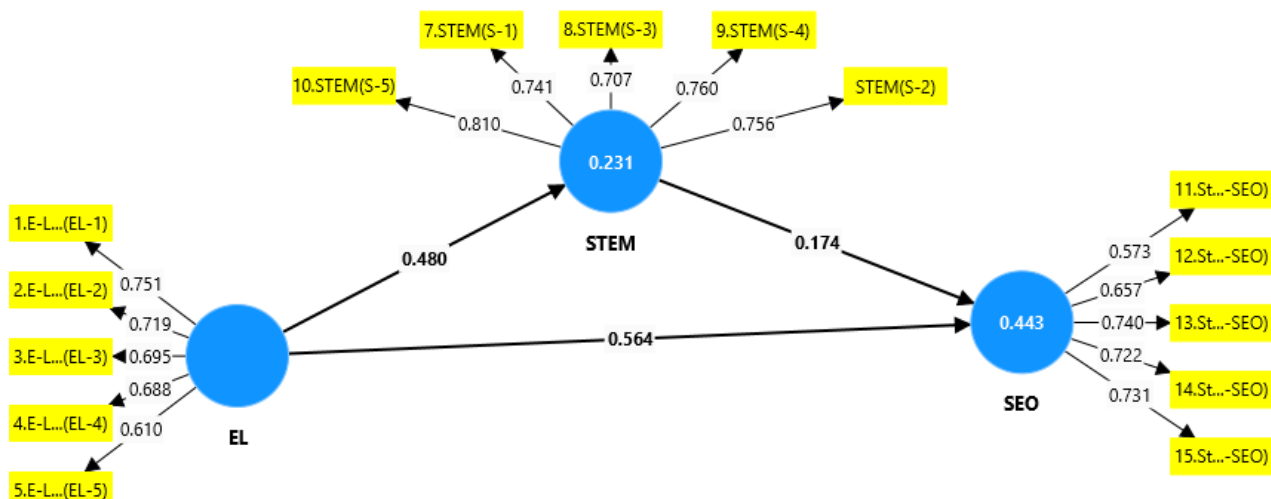 7.STEM(S-1)
8.STEM(S-3)
9.STEM(S-4)
10.STEM(S-5)
STEM(S-2)
0.741
0.707
0.760
0.810
0.756
0.231
STEM
11.St...-SEO)
12.St...-SEO)
13.St...-SEO)
14.St...-SEO)
15.St...-SEO)
0.573
0.657
0.740
0.722
0.731
0.443
SEO
1.E-L...(EL-1)
2.E-L...(EL-2)
3.E-L...(EL-3)
4.E-L...(EL-4)
5.E-L...(EL-5)
0.751
0.719
0.695
0.688
0.610
EL
0.480
0.174
0.564